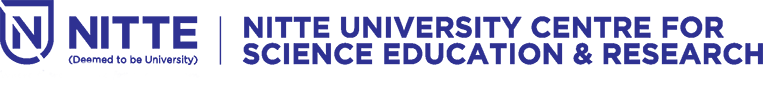 N NITTE
(Deemed to be University)
NITTE UNIVERSITY CENTRE FOR
SCIENCE EDUCATION & RESEARCH